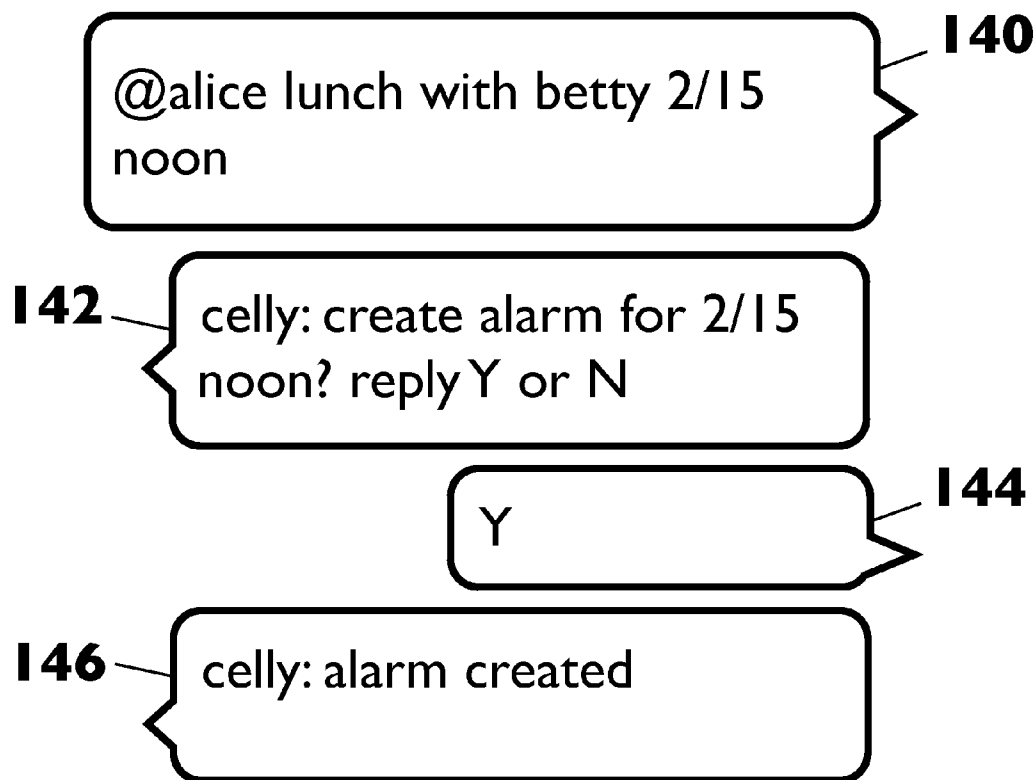 140
@alice lunch with betty 2/15
noon
142
celly: create alarm for 2/15
noon? reply Y or N
144
Y
146
celly: alarm created